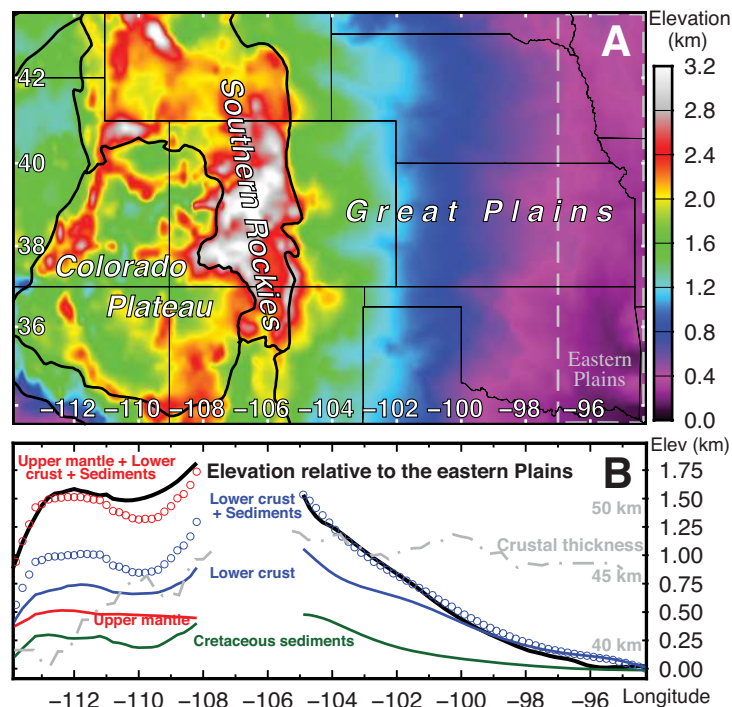 Elevation
(km)
A
42
40
38
36
Southern Rockies
Great Plains
Colorado
Plateau
Eastern
Plains
−112 −110 −108 −106 −104 −102 −100 −98 −96
3.2
2.8
2.4
2.0
1.6
1.2
0.8
0.4
0.0
Elev (km)
B
Elevation relative to the eastern Plains
Upper mantle + Lower
crust + Sediments
Lower crust
+ Sediments
50 km
Crustal thickness
45 km
Lower crust
Upper mantle
Cretaceous sediments
40 km
1.75
1.50
1.25
1.00
0.75
0.50
0.25
0.00
−112 −110 −108 −106 −104 −102 −100 −98 −96 Longitude